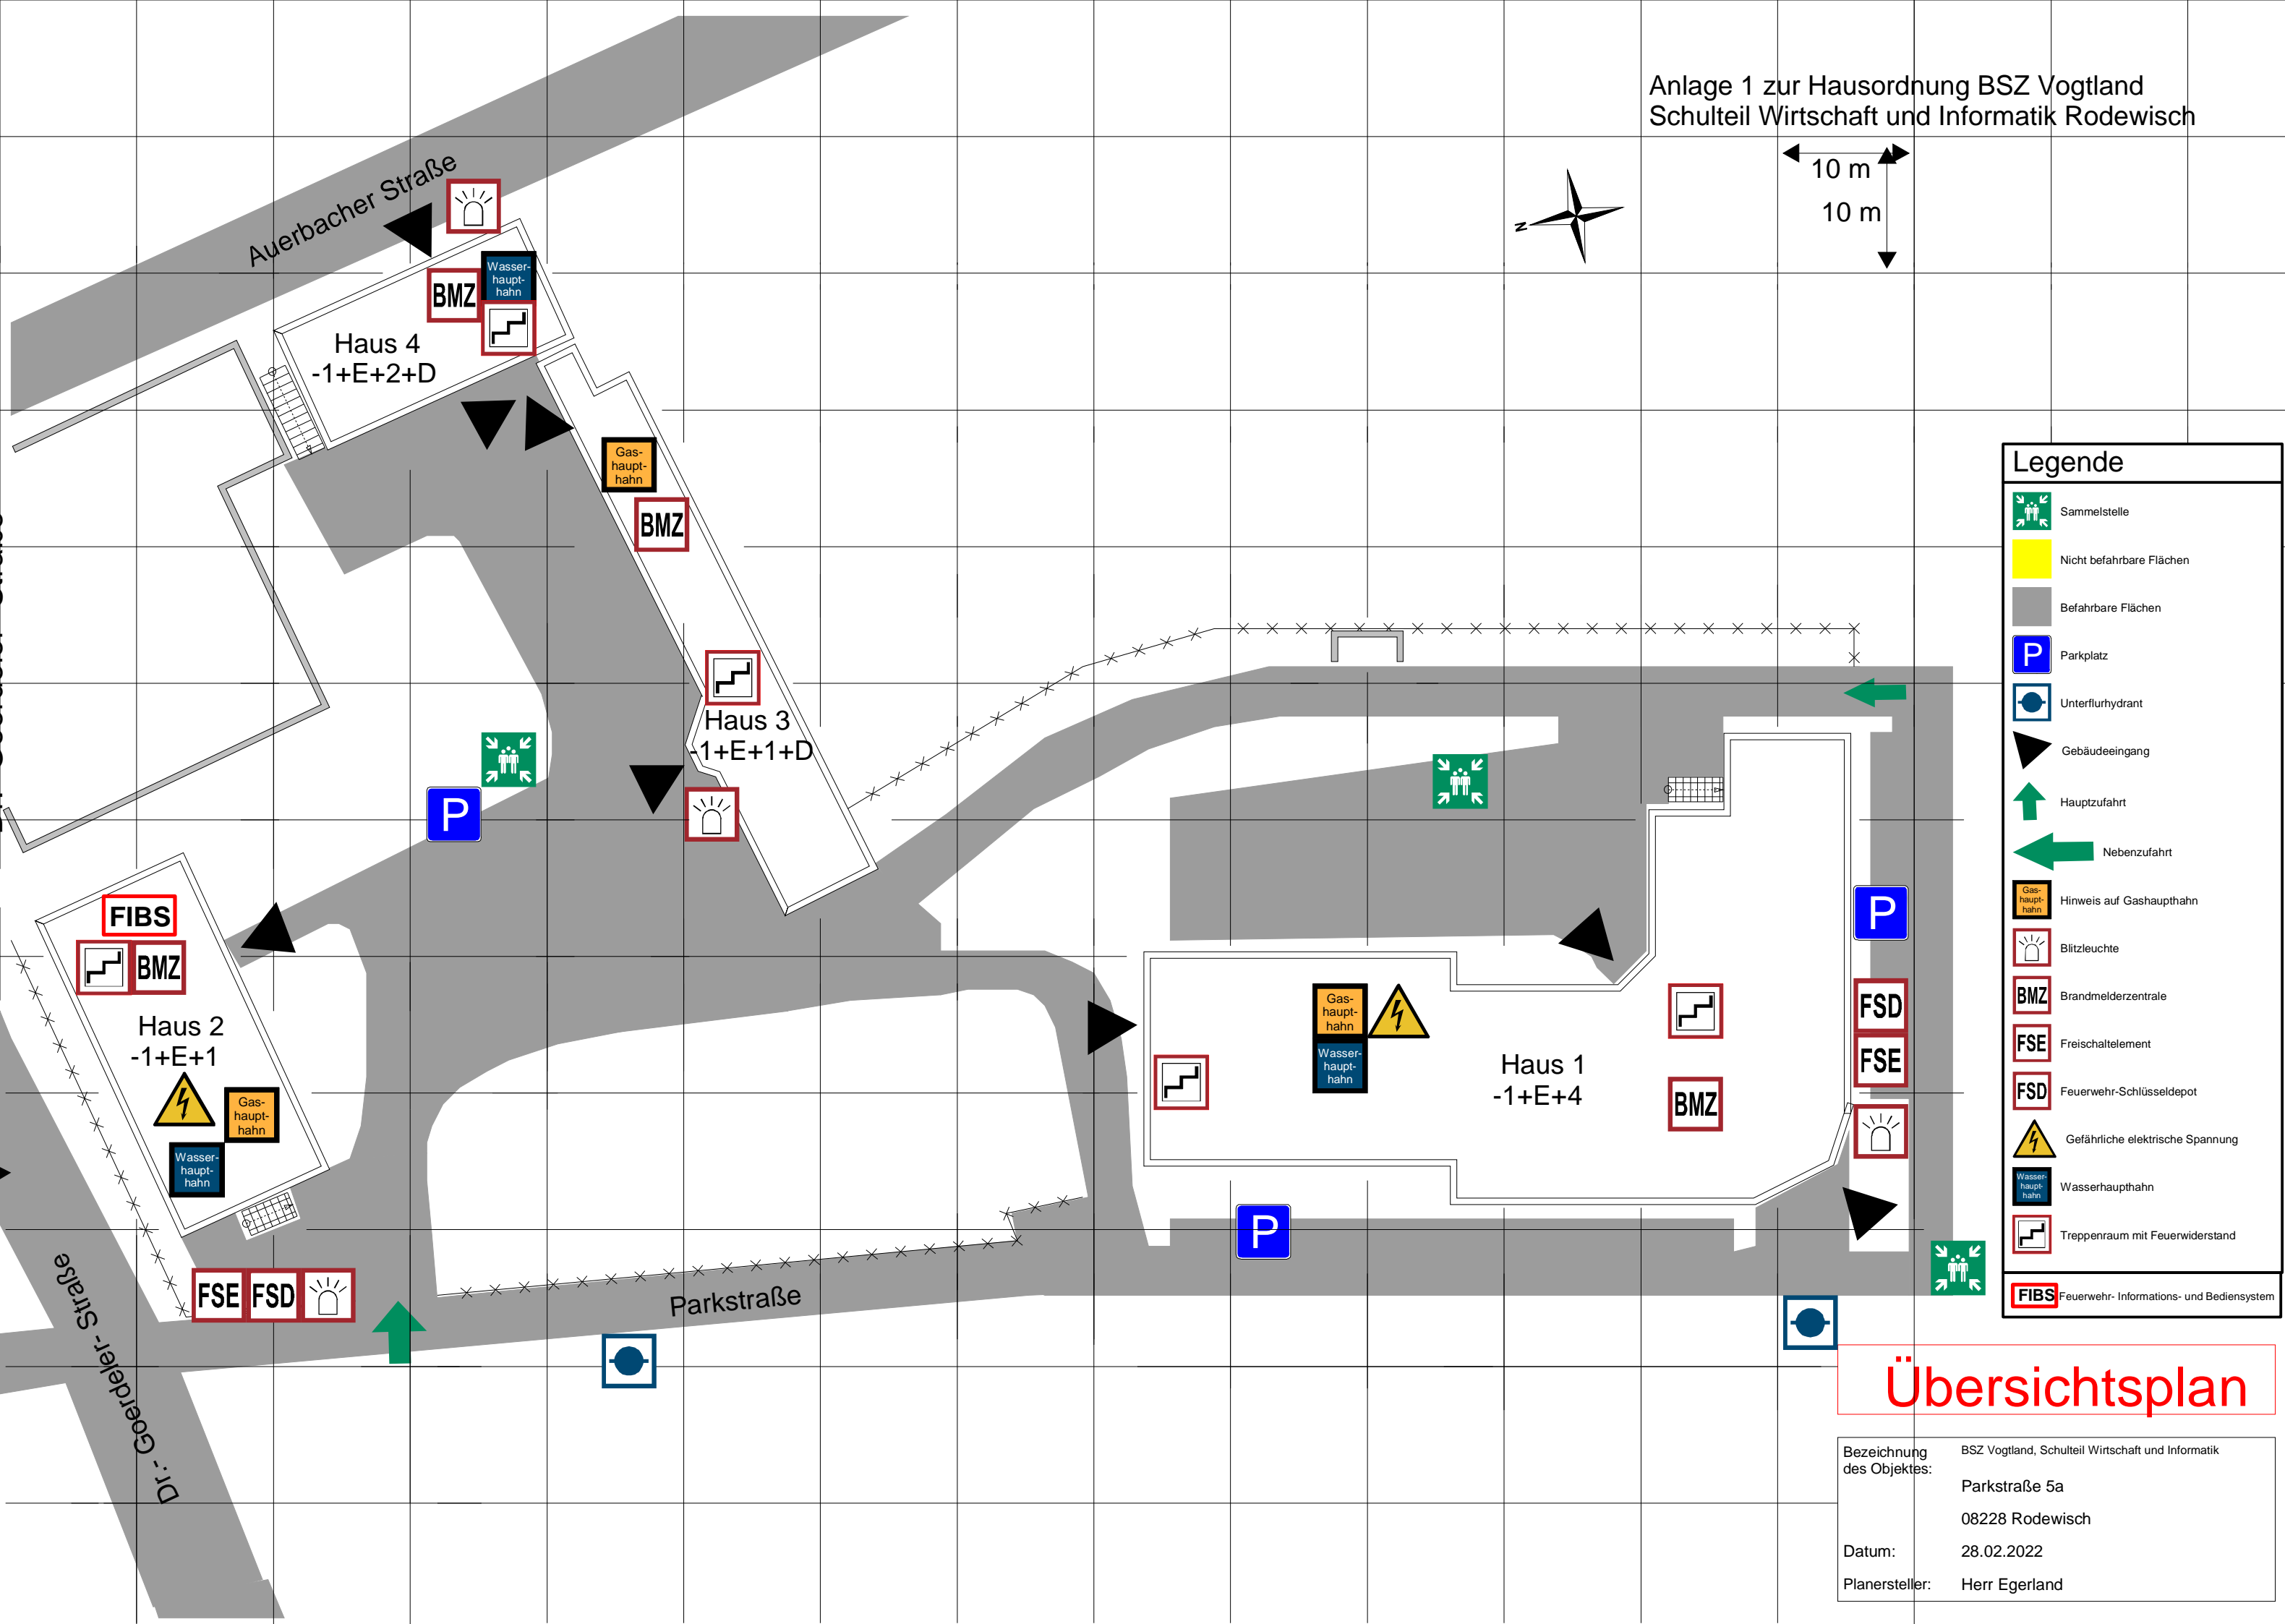 Anlage 1 zur Hausordnung BSZ Vogtland
Schulteil Wirtschaft und Informatik Rodewisch
10 m
10 m
N
Auerbacher Straße
Wasser-
haupt-
hahn
BMZ
Haus 4
-1+E+2+D
Gas-
haupt-
hahn
BMZ
Haus 3
-1+E+1+D
P
FIBS
BMZ
Haus 2
-1+E+1
Gas-
haupt-
hahn
Wasser-
haupt-
hahn
FSE
FSD
Dr.- Goerdeler- Straße
Parkstraße
P
Gas-
haupt-
hahn
Wasser-
haupt-
hahn
Haus 1
-1+E+4
BMZ
P
FSD
FSE
Legende
Sammelstelle
Nicht befahrbare Flächen
Befahrbare Flächen
P Parkplatz
Unterflurhydrant
Gebäudeeingang
Hauptzufahrt
Nebenzufahrt
Gas-
haupt-
hahn
Hinweis auf Gashaupthahn
Blitzleuchte
BMZ Brandmelderzentrale
FSE Freischaltelement
FSD Feuerwehr-Schlüsseldepot
Gefährliche elektrische Spannung
Wasser-
haupt-
hahn
Wasserhaupthahn
Treppenraum mit Feuerwiderstand
FIBS Feuerwehr- Informations- und Bediensystem
Übersichtsplan
Bezeichnung
des Objektes:
BSZ Vogtland, Schulteil Wirtschaft und Informatik
Parkstraße 5a
08228 Rodewisch
Datum: 28.02.2022
Planersteller: Herr Egerland